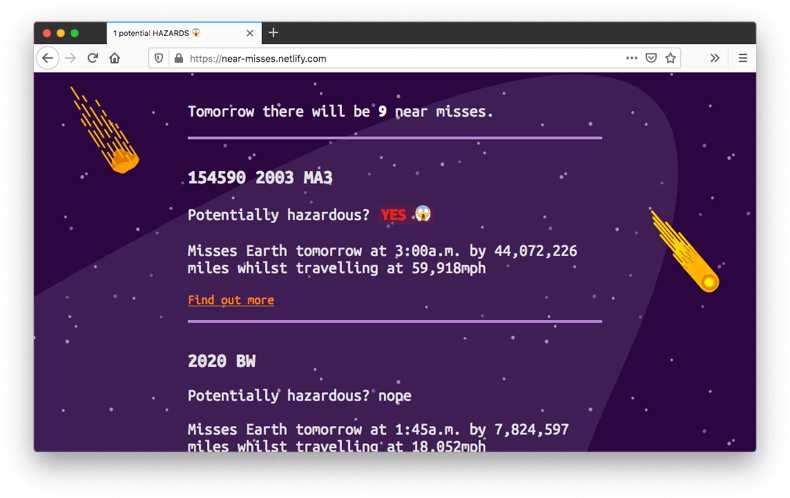 1 potential HAZARDS 😱
https://near-misses.netlify.com
Tomorrow there will be 9 near misses.
154590 2003 MA3
Potentially hazardous? YES 😱
Misses Earth tomorrow at 3:00a.m. by 44,072,226
miles whilst travelling at 59,918mph
Find out more
2020 BW
Potentially hazardous? nope
Misses Earth tomorrow at 1:45a.m. by 7,824,597
miles whilst travelling at 18,052mph